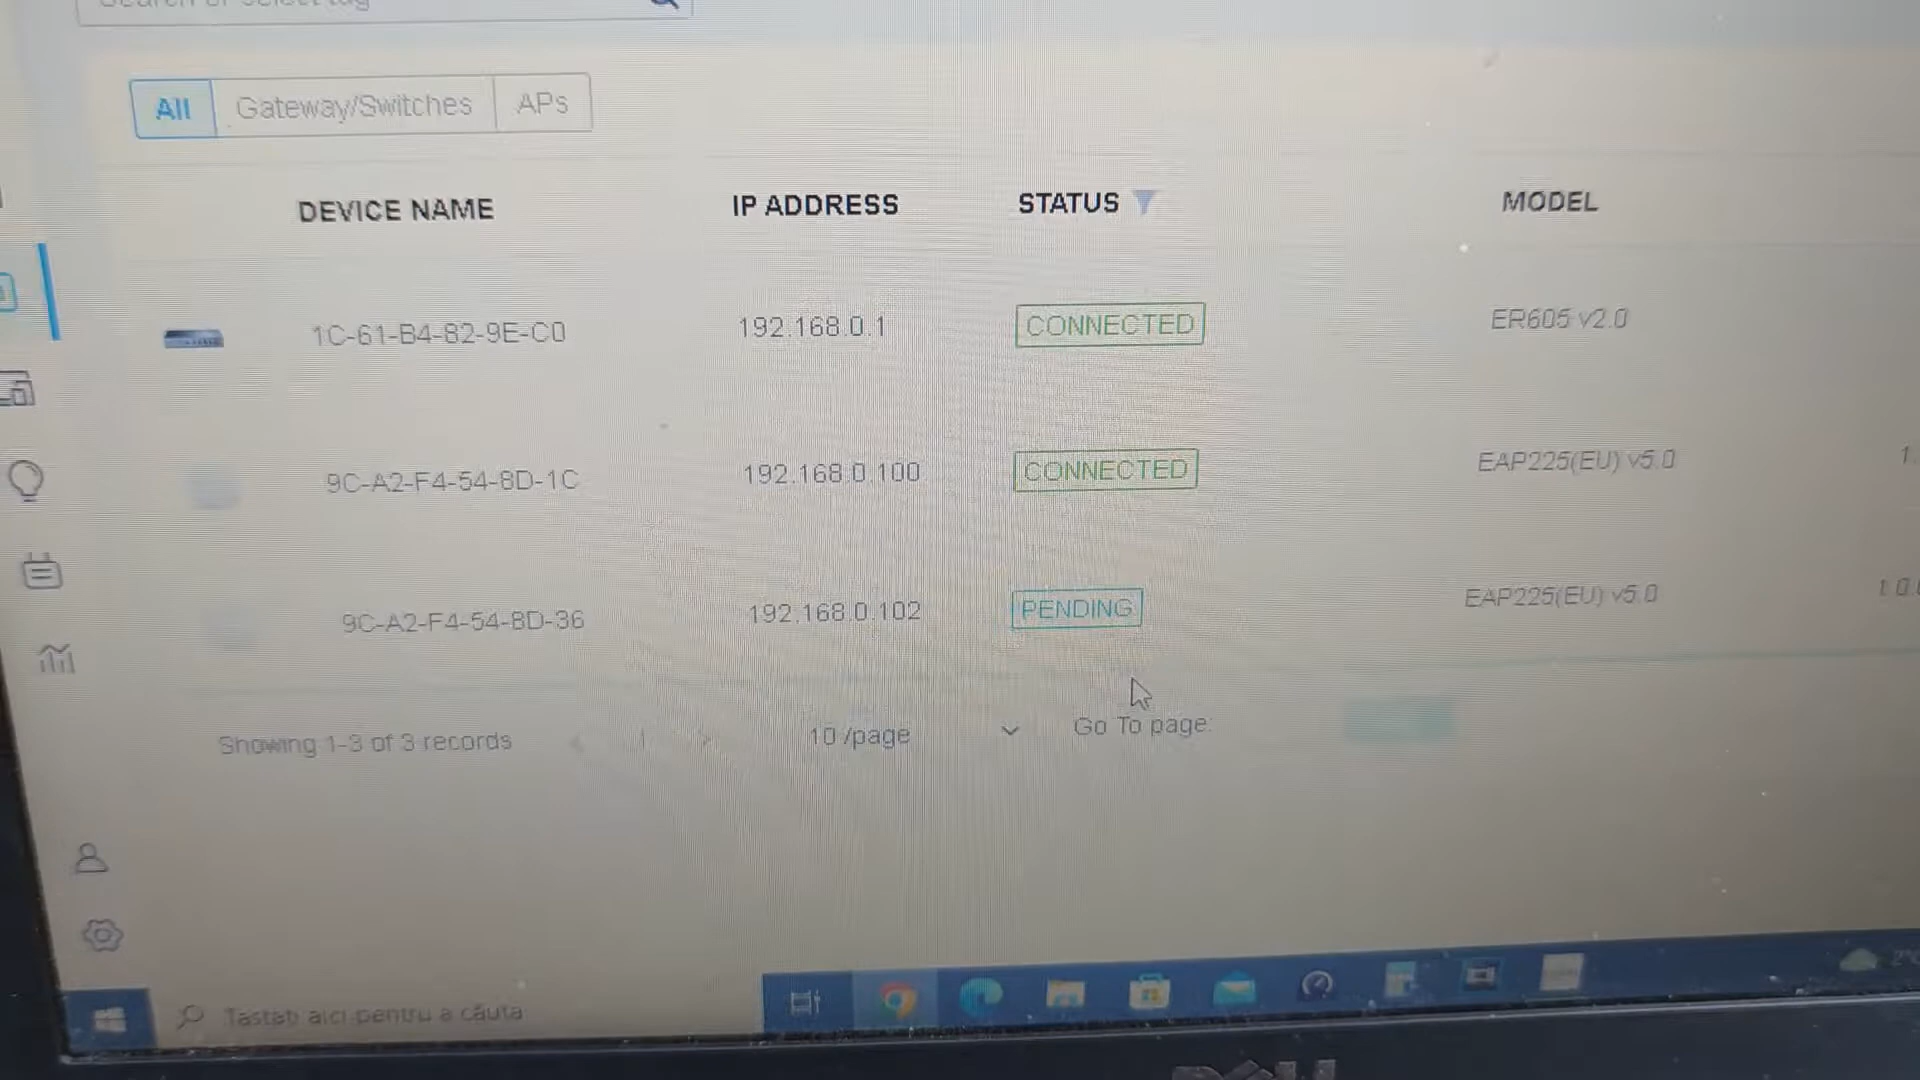 All Gateway/Switches APs
DEVICE NAME IP ADDRESS STATUS MODEL
1C-61-B4-82-9E-C0 192.168.0.1 CONNECTED ER605 v2.0
9C-A2-F4-54-8D-1C 192.168.0.100 CONNECTED EAP225(EU) v5.0
9C-A2-F4-54-8D-36 192.168.0.102 PENDING EAP225(EU) v5.0
Showing 1-3 of 3 records 10 /page Go To page:
Tastați aici pentru a căuta